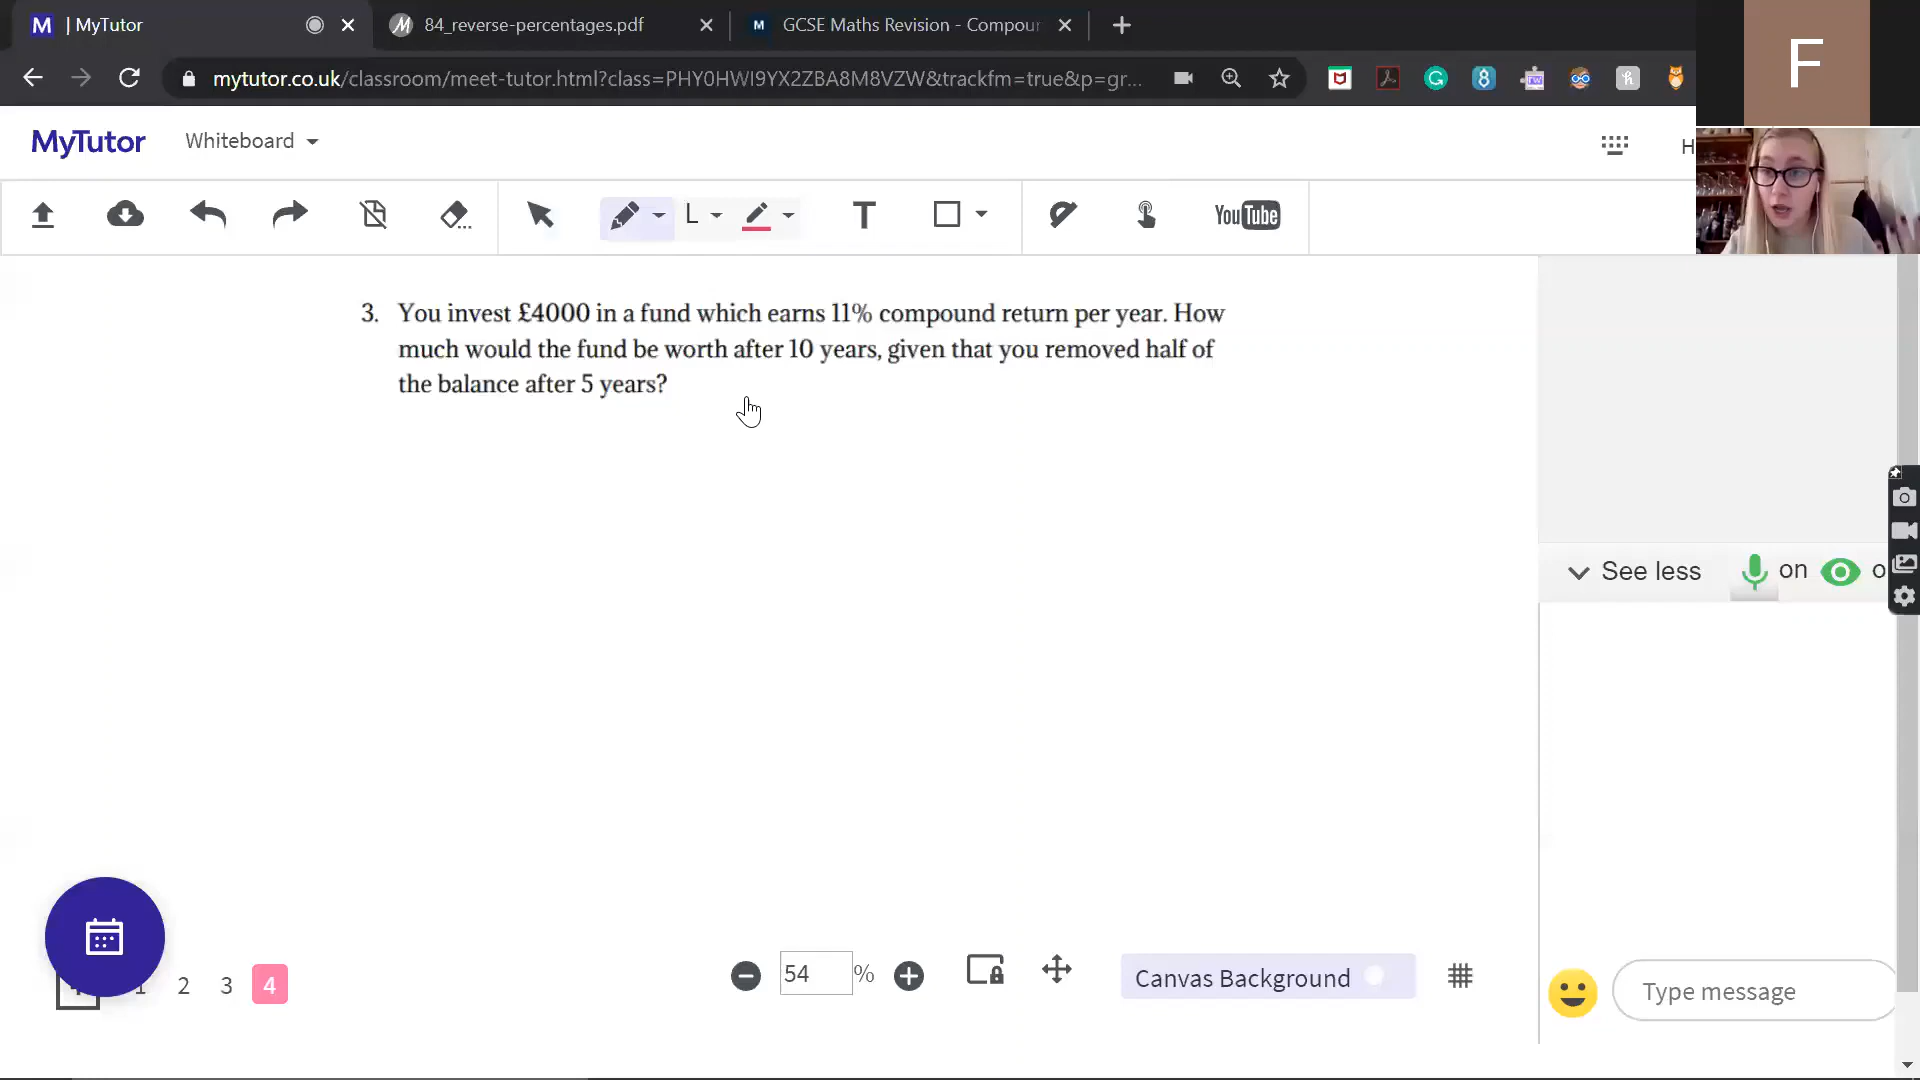 | MyTutor
84_reverse-percentages.pdf
GCSE Maths Revision - Compour
mytutor.co.uk/classroom/meet-tutor.html?class=PHY0HWI9YX2ZBA8M8VZW&trackfm=true&p=gr...
F
MyTutor
Whiteboard
H
L
T
YouTube
3. You invest £4000 in a fund which earns 11% compound return per year. How
much would the fund be worth after 10 years, given that you removed half of
the balance after 5 years?
See less
on
o
1 2 3 4
54 %
Canvas Background
Type message